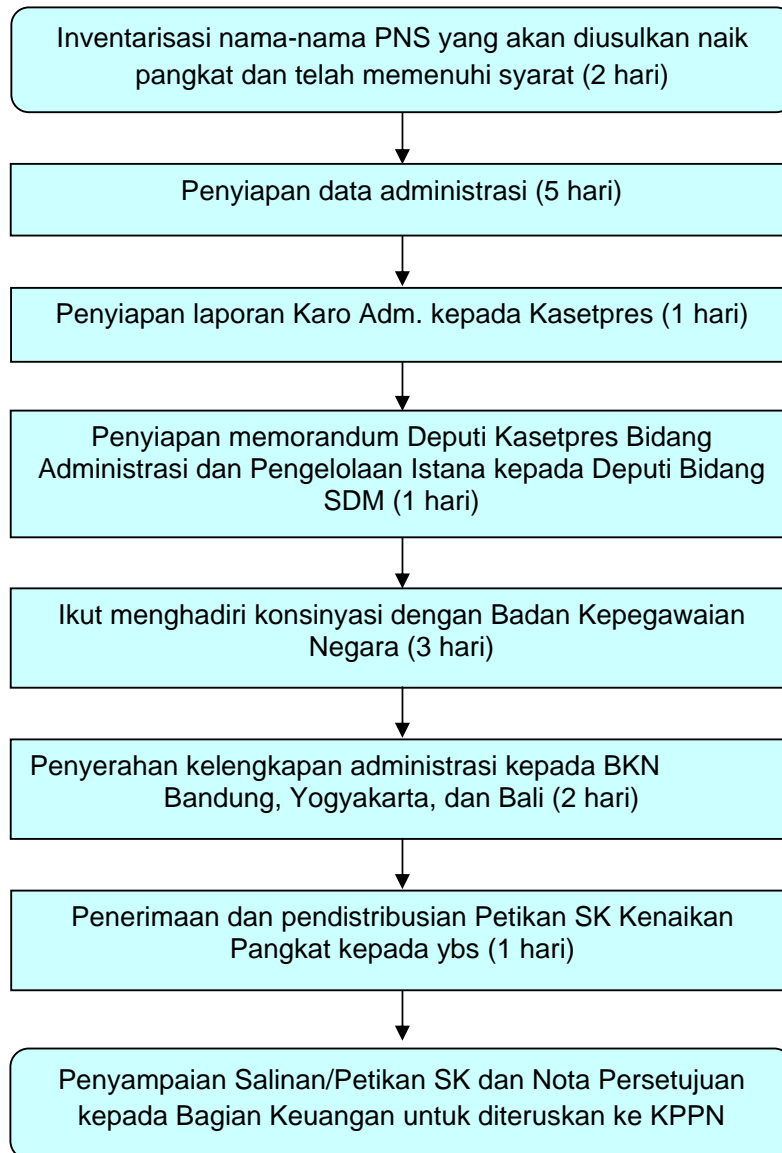 Inventarisasi nama-nama PNS yang akan diusulkan naik
pangkat dan telah memenuhi syarat (2 hari)
Penyiapan data administrasi (5 hari)
Penyiapan laporan Karo Adm. kepada Kasetpres (1 hari)
Penyiapan memorandum Deputi Kasetpres Bidang
Administrasi dan Pengelolaan Istana kepada Deputi Bidang
SDM (1 hari)
Ikut menghadiri konsinyasi dengan Badan Kepegawaian
Negara (3 hari)
Penyerahan kelengkapan administrasi kepada BKN
Bandung, Yogyakarta, dan Bali (2 hari)
Penerimaan dan pendistribusian Petikan SK Kenaikan
Pangkat kepada ybs (1 hari)
Penyampaian Salinan/Petikan SK dan Nota Persetujuan
kepada Bagian Keuangan untuk diteruskan ke KPPN